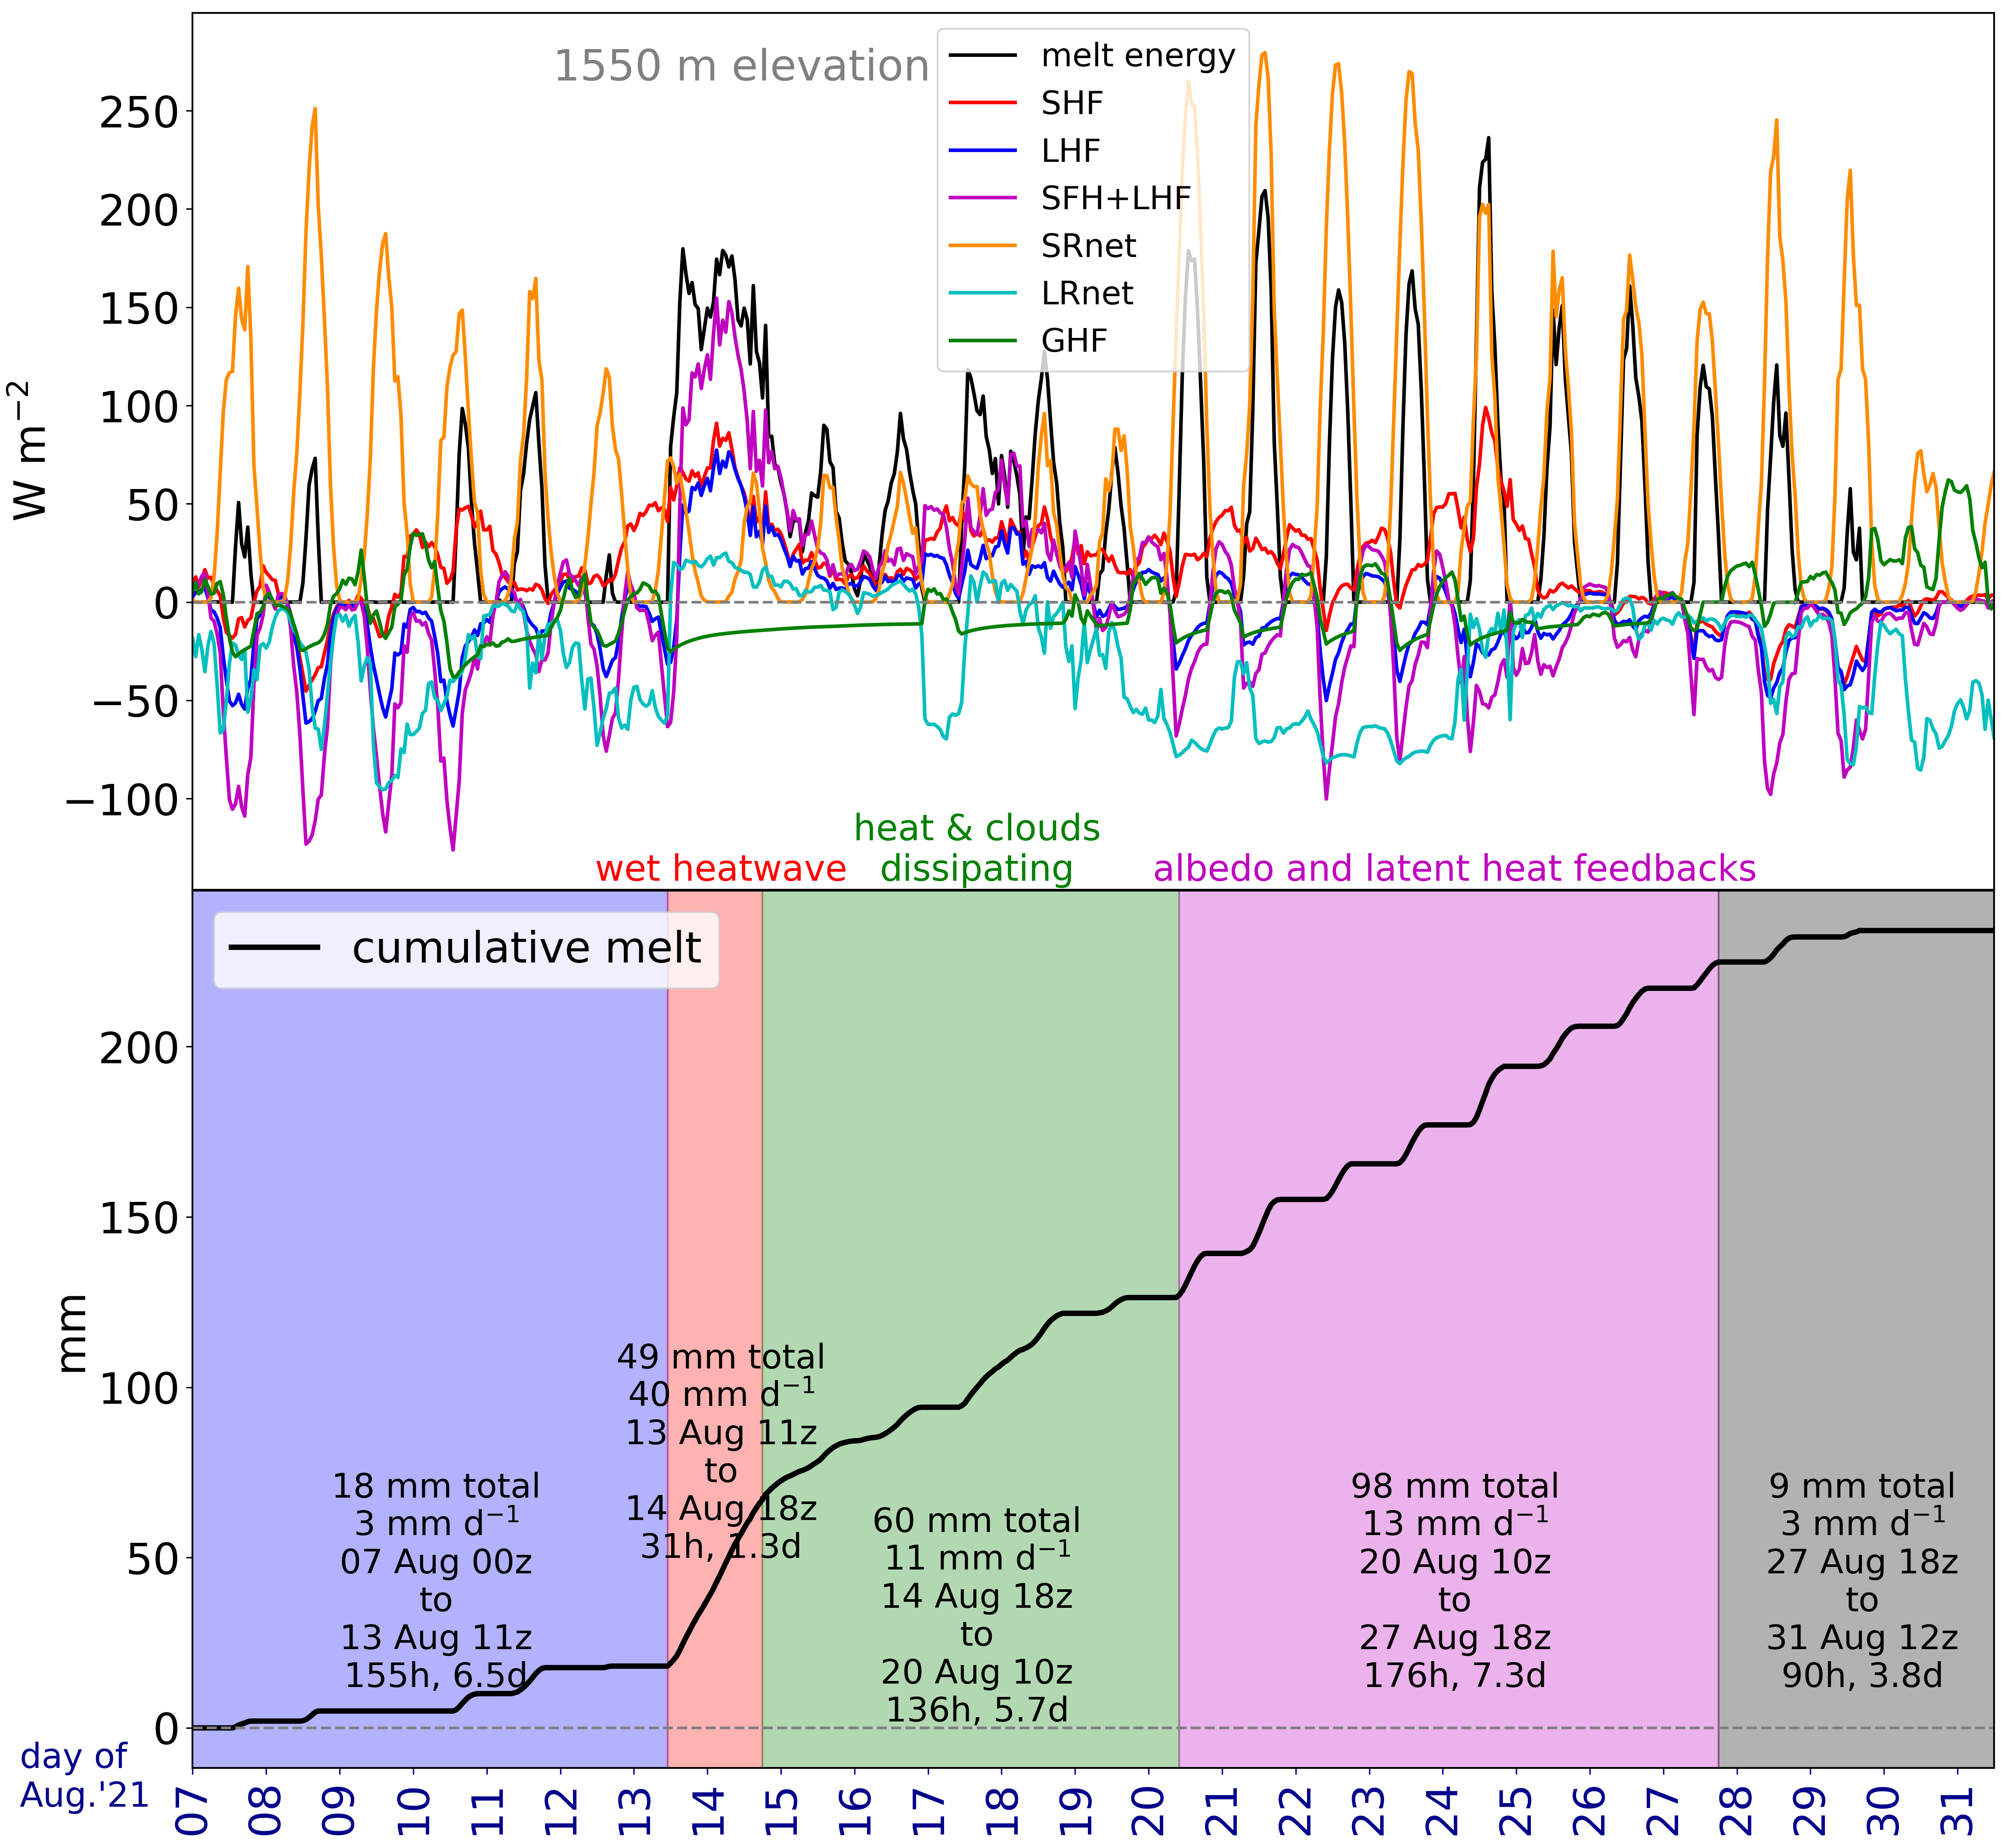 1550 m elevation
melt energy
SHF
LHF
SFH+LHF
SRnet
LRnet
GHF
W m⁻²
250
200
150
100
50
0
−50
−100
wet heatwave
heat & clouds
dissipating
albedo and latent heat feedbacks
cumulative melt
mm
200
150
100
50
0
18 mm total
3 mm d⁻¹
07 Aug 00z
to
13 Aug 11z
155h, 6.5d
49 mm total
40 mm d⁻¹
13 Aug 11z
to
14 Aug 18z
31h, 1.3d
60 mm total
11 mm d⁻¹
14 Aug 18z
to
20 Aug 10z
136h, 5.7d
98 mm total
13 mm d⁻¹
20 Aug 10z
to
27 Aug 18z
176h, 7.3d
9 mm total
3 mm d⁻¹
27 Aug 18z
to
31 Aug 12z
90h, 3.8d
day of
Aug.'21
07 08 09 10 11 12 13 14 15 16 17 18 19 20 21 22 23 24 25 26 27 28 29 30 31